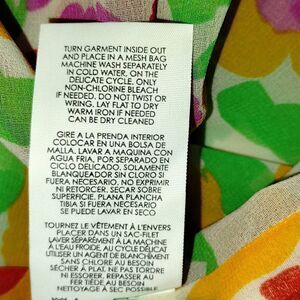 TURN GARMENT INSIDE OUT
AND PLACE IN A MESH BAG
MACHINE WASH SEPARATELY
IN COLD WATER, ON THE
DELICATE CYCLE. ONLY
NON-CHLORINE BLEACH
IF NEEDED. DO NOT TWIST OR
WRING. LAY FLAT TO DRY
WARM IRON IF NEEDED
CAN BE DRY CLEANED
GIRE A LA PRENDA INTERIOR
COLOCAR EN UNA BOLSA DE
MALLA. LAVAR A MAQUINA CON
AGUA FRIA, POR SEPARADO EN
CICLO DELICADO. SOLAMENTE
BLANQUEADOR SIN CLORO SI
FUERA NECESARIO. NO EXPRIMIR
NI RETORCER. SECAR SOBRE
SUPERFICIE. PLANA PLANCHA
TIBIA SI FUERA NECESARIO
SE PUEDE LAVAR EN SECO
TOURNEZ LE VÊTEMENT À L'ENVERS
PLACER DANS UN SAC-FILET
LAVER SÉPARÉMENT À LA MACHINE
À L'EAU FROIDE, AU CYCLE DÉLICAT
UTILISER UN AGENT DE BLANCHIMENT
SANS CHLORE AU BESOIN
SÉCHER À PLAT. NE PAS TORDRE
NI ESSORER. REPASSER AU
FER TIÈDE AU BESOIN
NETTOYAGE À SEC POSSIBLE